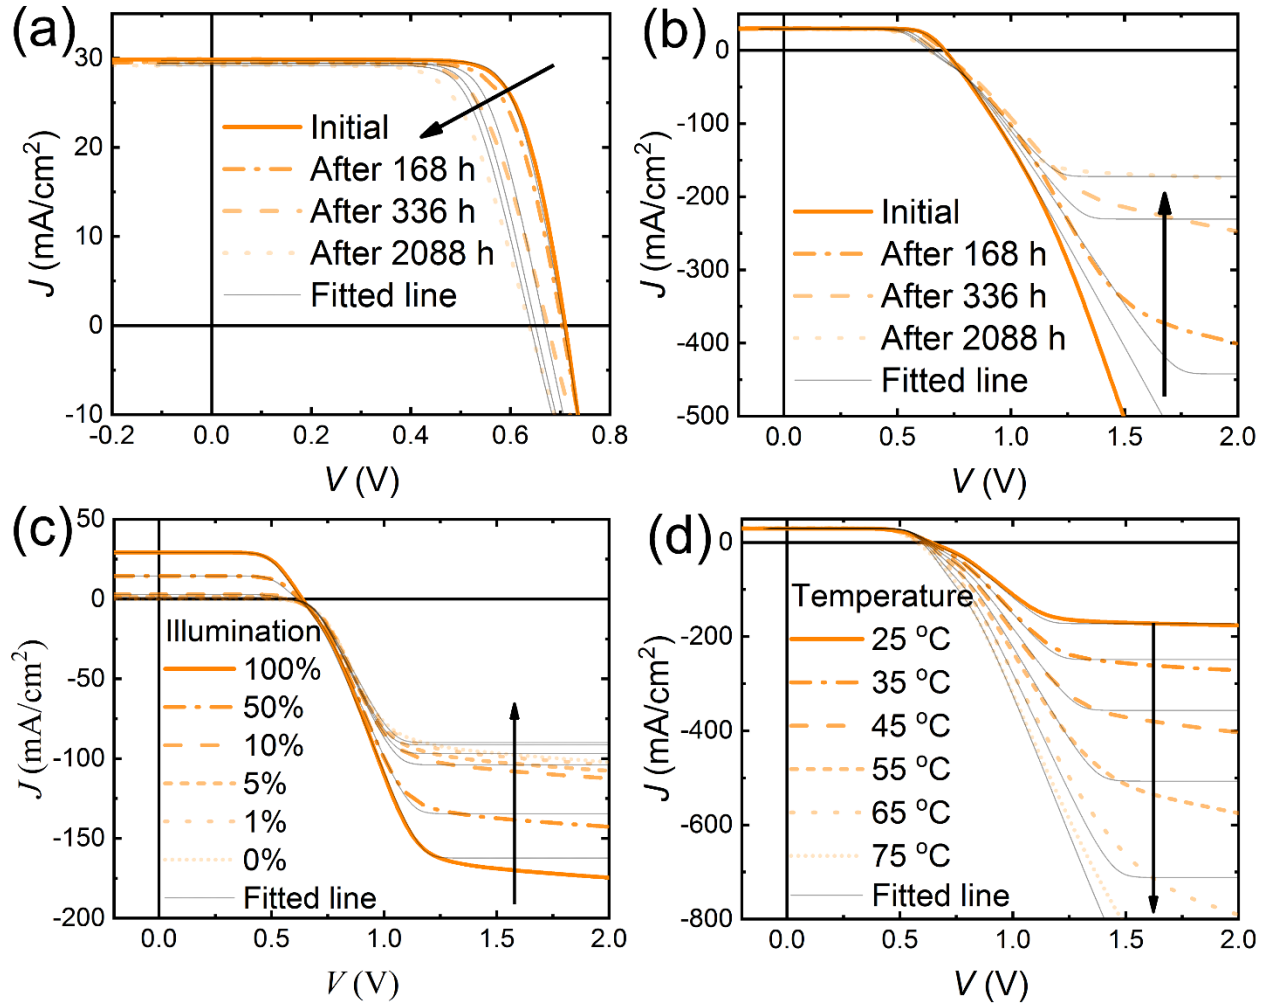 (a)
30
20
10
0
-10
J (mA/cm²)
Initial
After 168 h
After 336 h
After 2088 h
Fitted line
-0.2 0.0 0.2 0.4 0.6 0.8
V (V)
(b)
0
-100
-200
-300
-400
-500
J (mA/cm²)
Initial
After 168 h
After 336 h
After 2088 h
Fitted line
0.0 0.5 1.0 1.5 2.0
V (V)
(c)
50
0
-50
-100
-150
-200
J (mA/cm²)
Illumination
100%
50%
10%
5%
1%
0%
Fitted line
0.0 0.5 1.0 1.5 2.0
V (V)
(d)
0
-200
-400
-600
-800
J (mA/cm²)
Temperature
25 °C
35 °C
45 °C
55 °C
65 °C
75 °C
Fitted line
0.0 0.5 1.0 1.5 2.0
V (V)